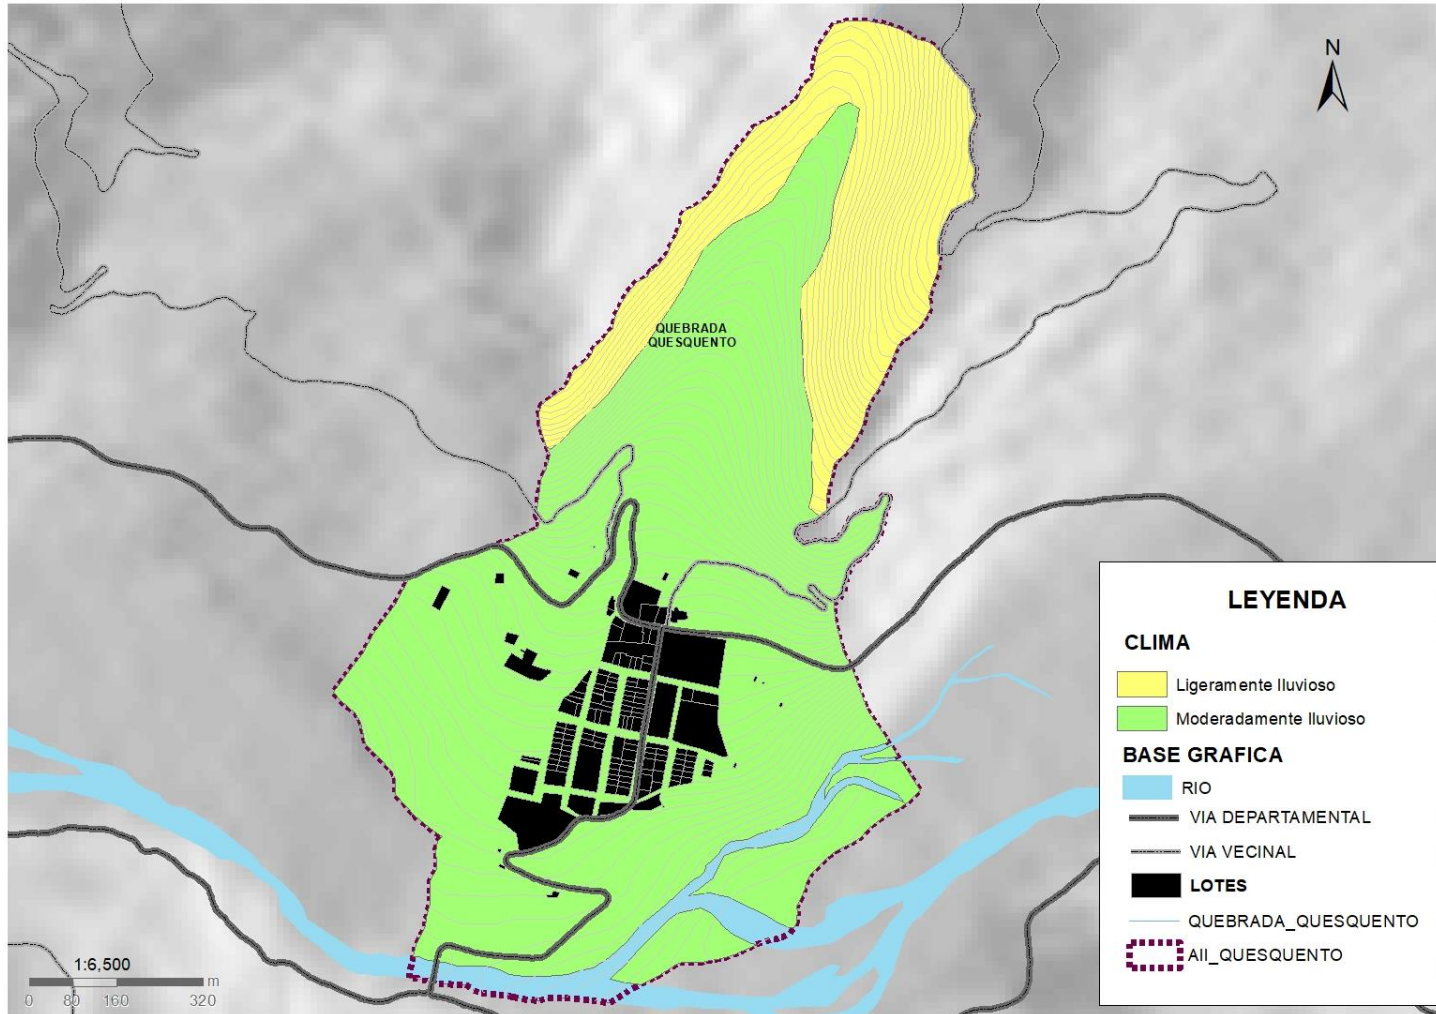 N
QUEBRADA
QUESQUENTO
LEYENDA
CLIMA
Ligeramente lluvioso
Moderadamente lluvioso
BASE GRAFICA
RIO
VIA DEPARTAMENTAL
VIA VECINAL
LOTES
QUEBRADA_QUESQUENTO
AII_QUESQUENTO
1:6,500
m
0 80 160 320